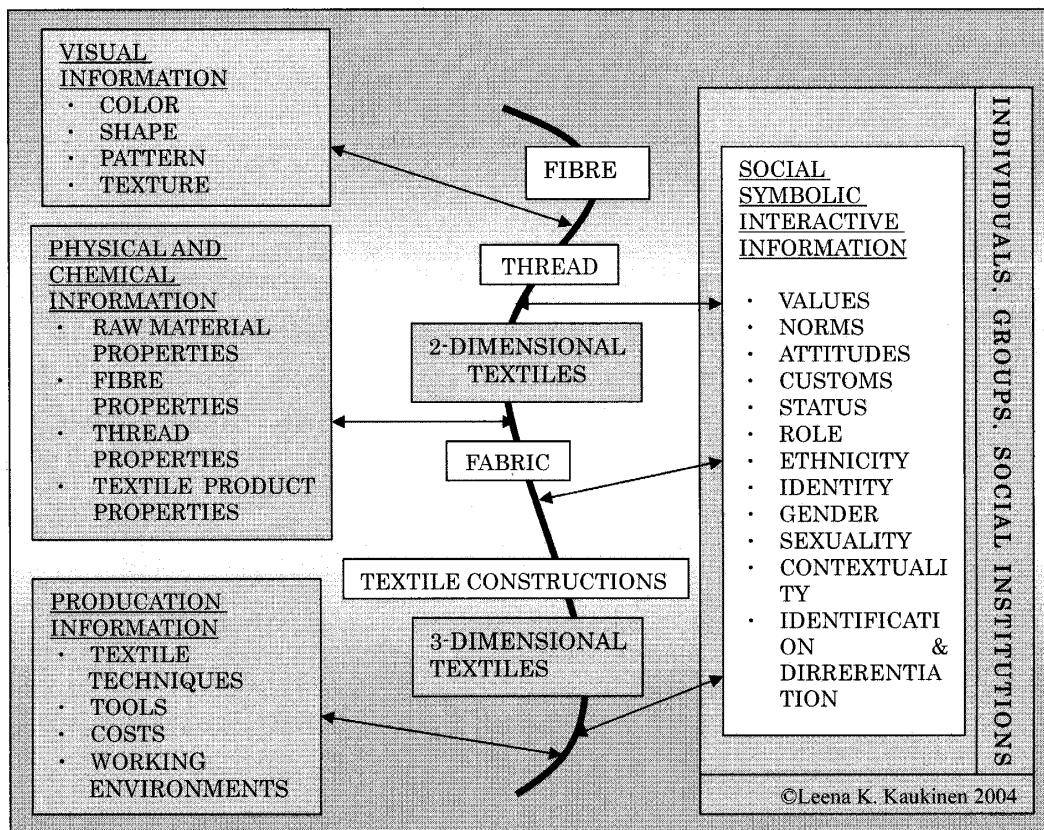 VISUAL
INFORMATION
· COLOR
· SHAPE
· PATTERN
· TEXTURE
PHYSICAL AND
CHEMICAL
INFORMATION
· RAW MATERIAL
PROPERTIES
· FIBRE
PROPERTIES
· THREAD
PROPERTIES
· TEXTILE PRODUCT
PROPERTIES
PRODUCATION
INFORMATION
· TEXTILE
TECHNIQUES
· TOOLS
· COSTS
· WORKING
ENVIRONMENTS
FIBRE
THREAD
2-DIMENSIONAL
TEXTILES
FABRIC
TEXTILE CONSTRUCTIONS
3-DIMENSIONAL
TEXTILES
SOCIAL
SYMBOLIC
INTERACTIVE
INFORMATION
· VALUES
· NORMS
· ATTITUDES
· CUSTOMS
· STATUS
· ROLE
· ETHNICITY
· IDENTITY
· GENDER
· SEXUALITY
· CONTEXTUALI
TY
· IDENTIFICATI
ON &
DIRRERENTIA
TION
INDIVIDUALS, GROUPS, SOCIAL INSTITUTIONS
©Leena K. Kaukinen 2004